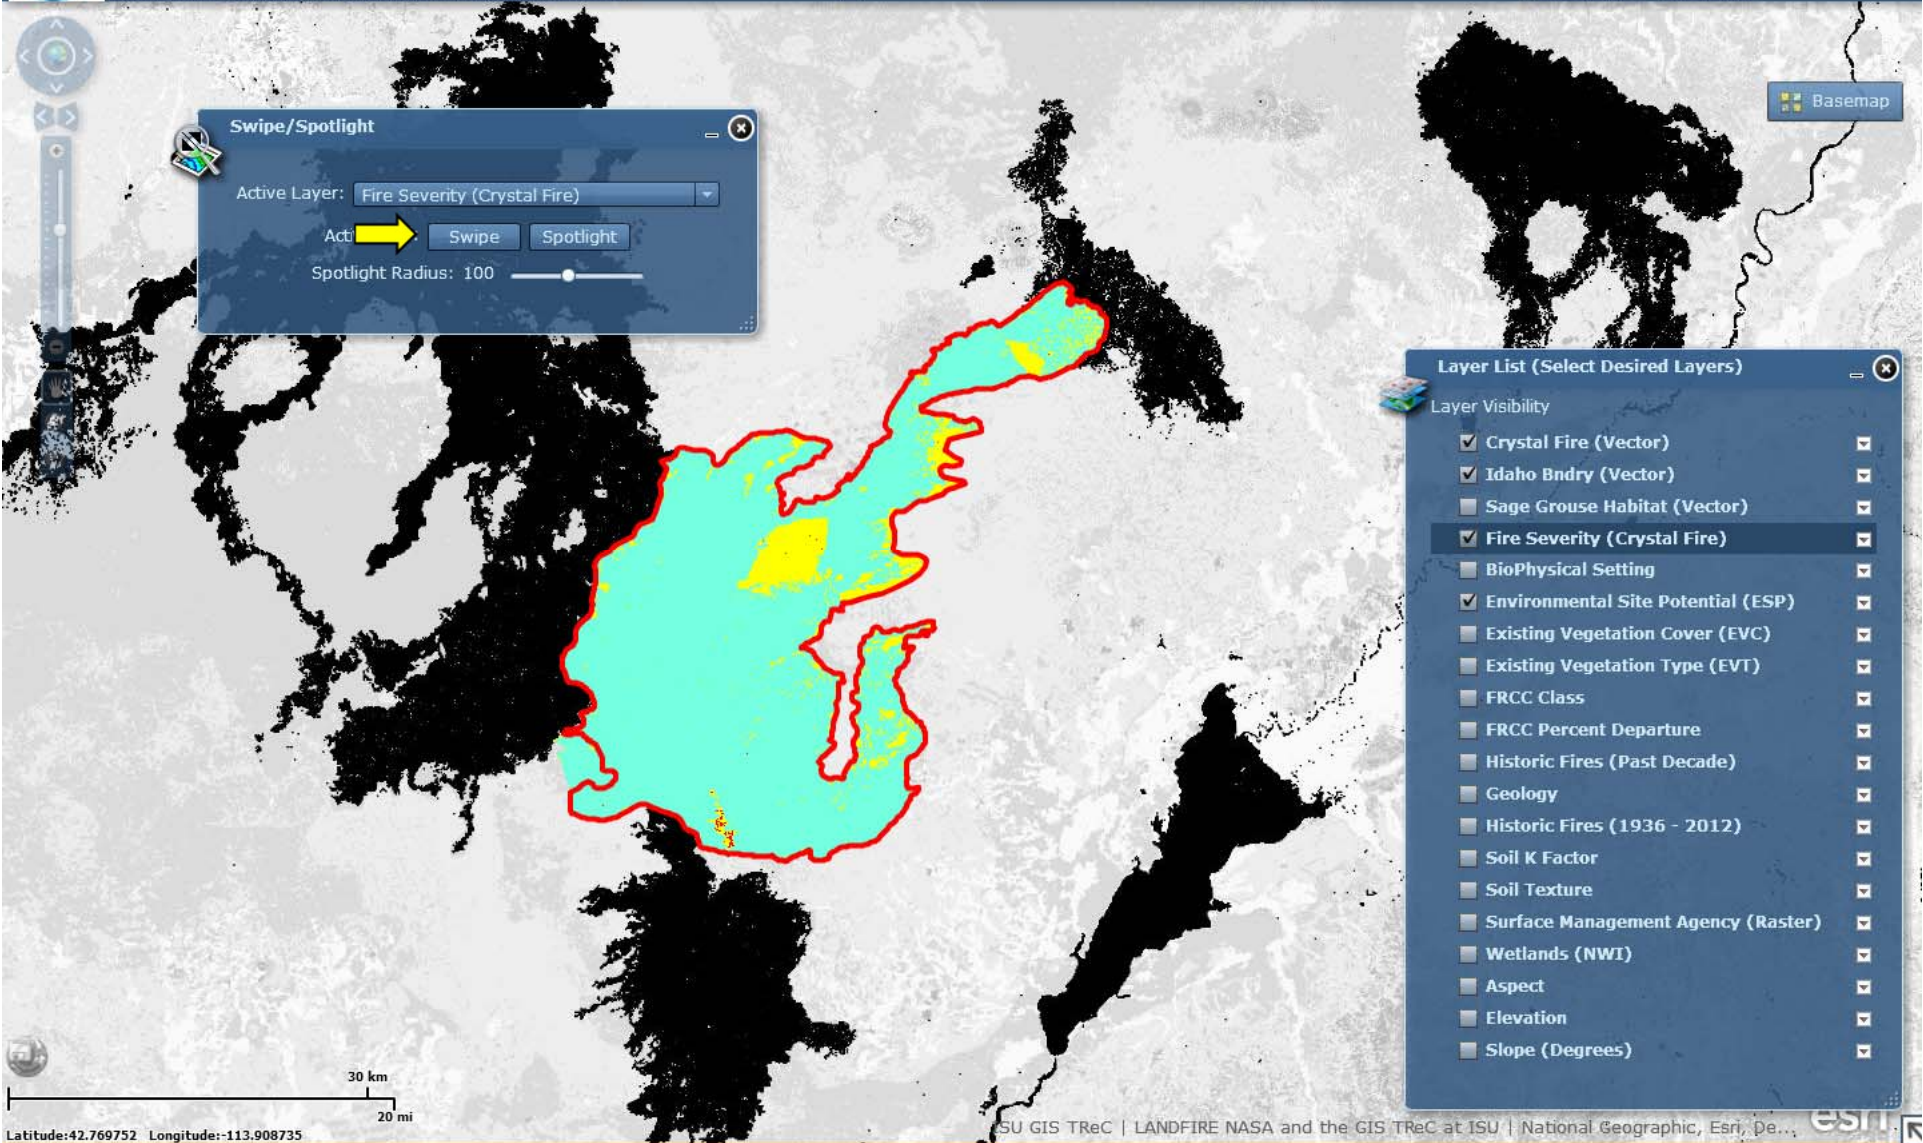 Basemap
Swipe/Spotlight
Active Layer: Fire Severity (Crystal Fire)
Swipe Spotlight
Spotlight Radius: 100
Layer List (Select Desired Layers)
Layer Visibility
Crystal Fire (Vector)
Idaho Bndry (Vector)
Sage Grouse Habitat (Vector)
Fire Severity (Crystal Fire)
BioPhysical Setting
Environmental Site Potential (ESP)
Existing Vegetation Cover (EVC)
Existing Vegetation Type (EVT)
FRCC Class
FRCC Percent Departure
Historic Fires (Past Decade)
Geology
Historic Fires (1936 - 2012)
Soil K Factor
Soil Texture
Surface Management Agency (Raster)
Wetlands (NWI)
Aspect
Elevation
Slope (Degrees)
30 km
20 mi
Latitude:42.769752 Longitude:-113.908735
ISU GIS TReC | LANDFIRE NASA and the GIS TReC at ISU | National Geographic, Esri, De...
esri